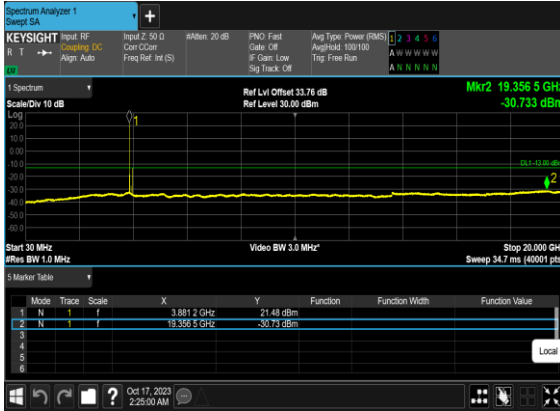 Spectrum Analyzer 1
Swept SA
+
KEYSIGHT Input: RF Input Z: 50 Ω #Atten: 20 dB PNO: Fast Avg Type: Power (RMS) 1 2 3 4 5 6
R T Coupling: DC Corr CCorr Gate: Off Avg|Hold: 100/100 A W W W W W
Align: Auto Freq Ref: Int (S) IF Gain: Low Trig: Free Run
Sig Track: Off A N N N N N
1 Spectrum
Scale/Div 10 dB
Ref Lvl Offset 33.76 dB
Ref Level 30.00 dBm
Mkr2 19.356 5 GHz
-30.733 dBm
Log
20.0
10.0
0.00
-10.0
-20.0
-30.0
-40.0
-50.0
-60.0
1
DL1 -13.00 dBm
2
Start 30 MHz Video BW 3.0 MHz* Stop 20.000 GHz
#Res BW 1.0 MHz Sweep 34.7 ms (40001 pts)
5 Marker Table
Mode Trace Scale X Y Function Function Width Function Value
1 N 1 f 3.881 2 GHz 21.48 dBm
2 N 1 f 19.356 5 GHz -30.73 dBm
3
4
5
6
Local
? Oct 17, 2023
2:25:00 AM